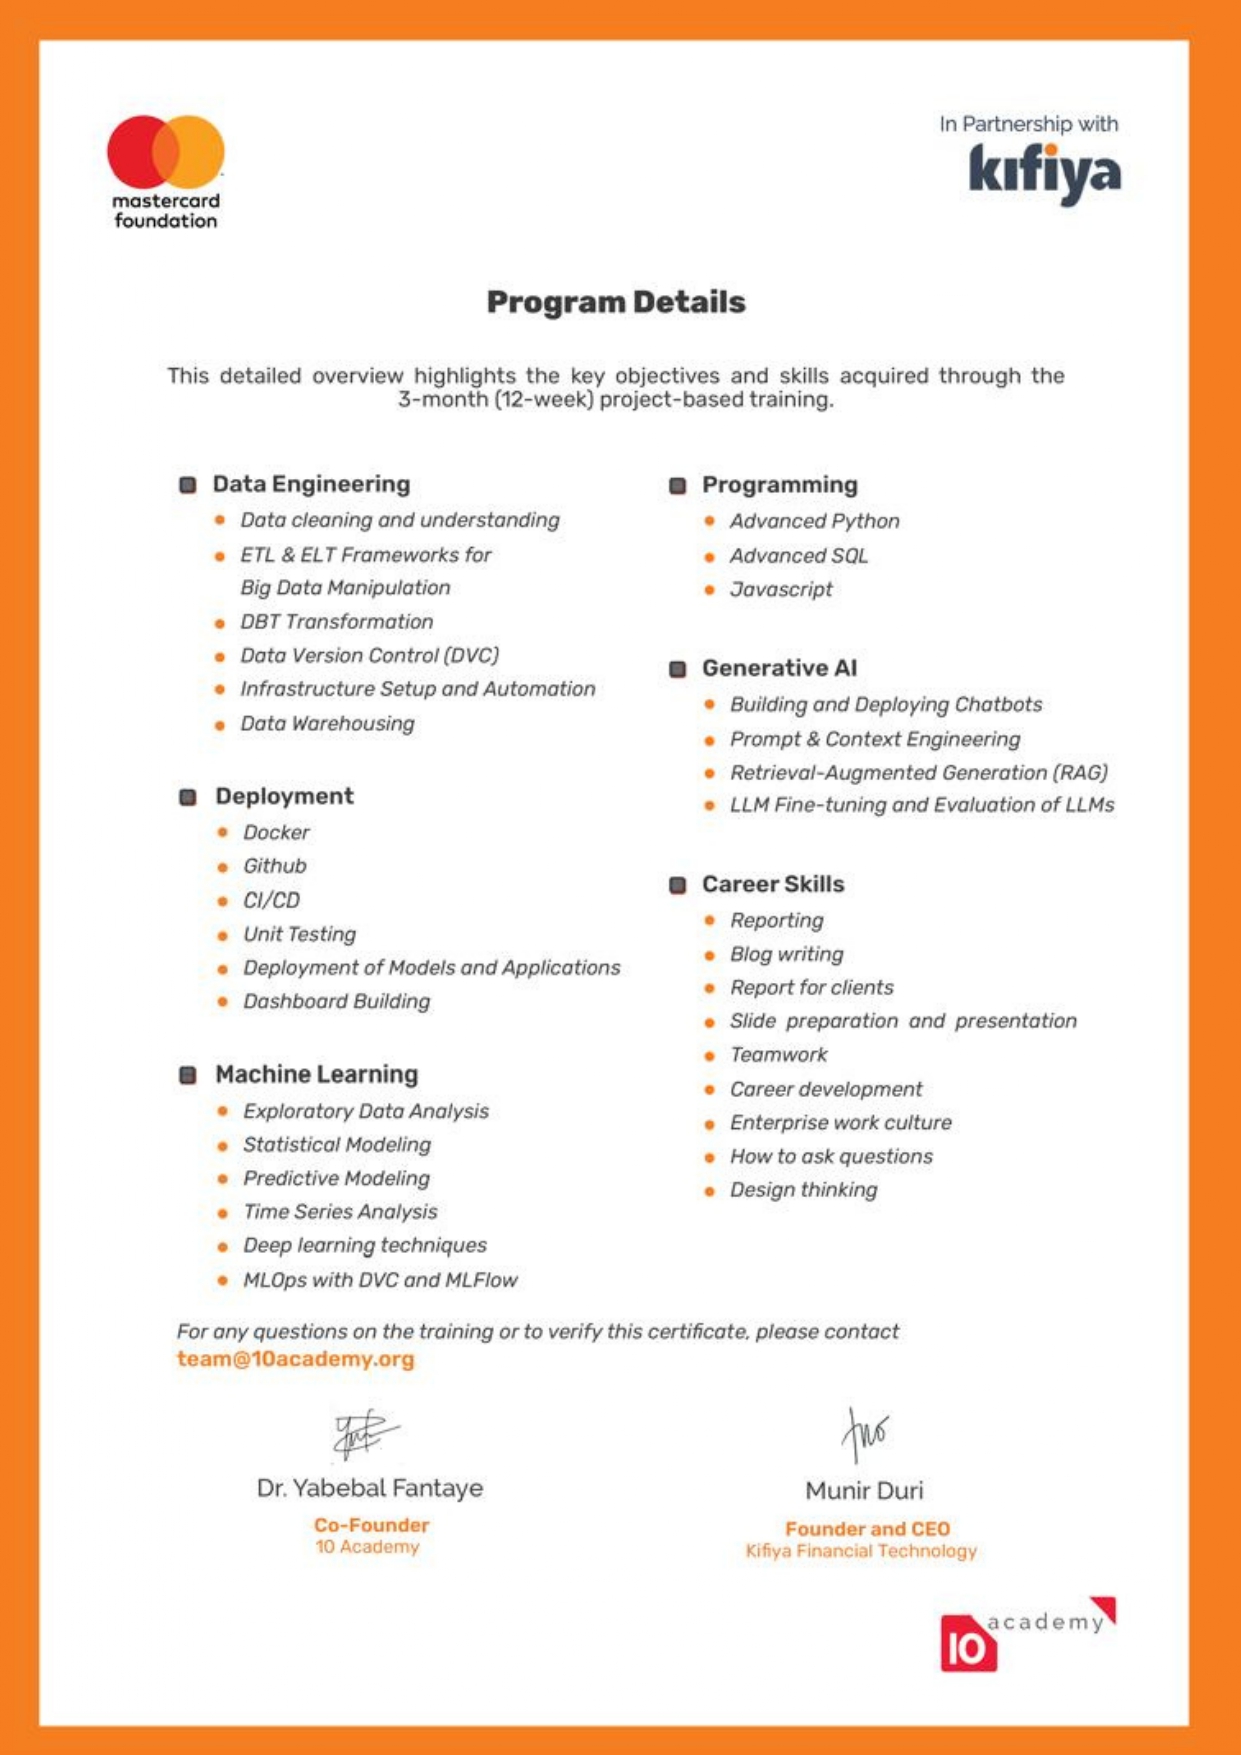 mastercard
foundation
In Partnership with
kıfiya
Program Details
This detailed overview highlights the key objectives and skills acquired through the
3-month (12-week) project-based training.
Data Engineering
Data cleaning and understanding
ETL & ELT Frameworks for
Big Data Manipulation
DBT Transformation
Data Version Control (DVC)
Infrastructure Setup and Automation
Data Warehousing
Deployment
Docker
Github
CI/CD
Unit Testing
Deployment of Models and Applications
Dashboard Building
Machine Learning
Exploratory Data Analysis
Statistical Modeling
Predictive Modeling
Time Series Analysis
Deep learning techniques
MLOps with DVC and MLFlow
Programming
Advanced Python
Advanced SQL
Javascript
Generative AI
Building and Deploying Chatbots
Prompt & Context Engineering
Retrieval-Augmented Generation (RAG)
LLM Fine-tuning and Evaluation of LLMs
Career Skills
Reporting
Blog writing
Report for clients
Slide preparation and presentation
Teamwork
Career development
Enterprise work culture
How to ask questions
Design thinking
For any questions on the training or to verify this certificate, please contact
team@10academy.org
Dr. Yabebal Fantaye
Co-Founder
10 Academy
Munir Duri
Founder and CEO
Kifiya Financial Technology
10 academy